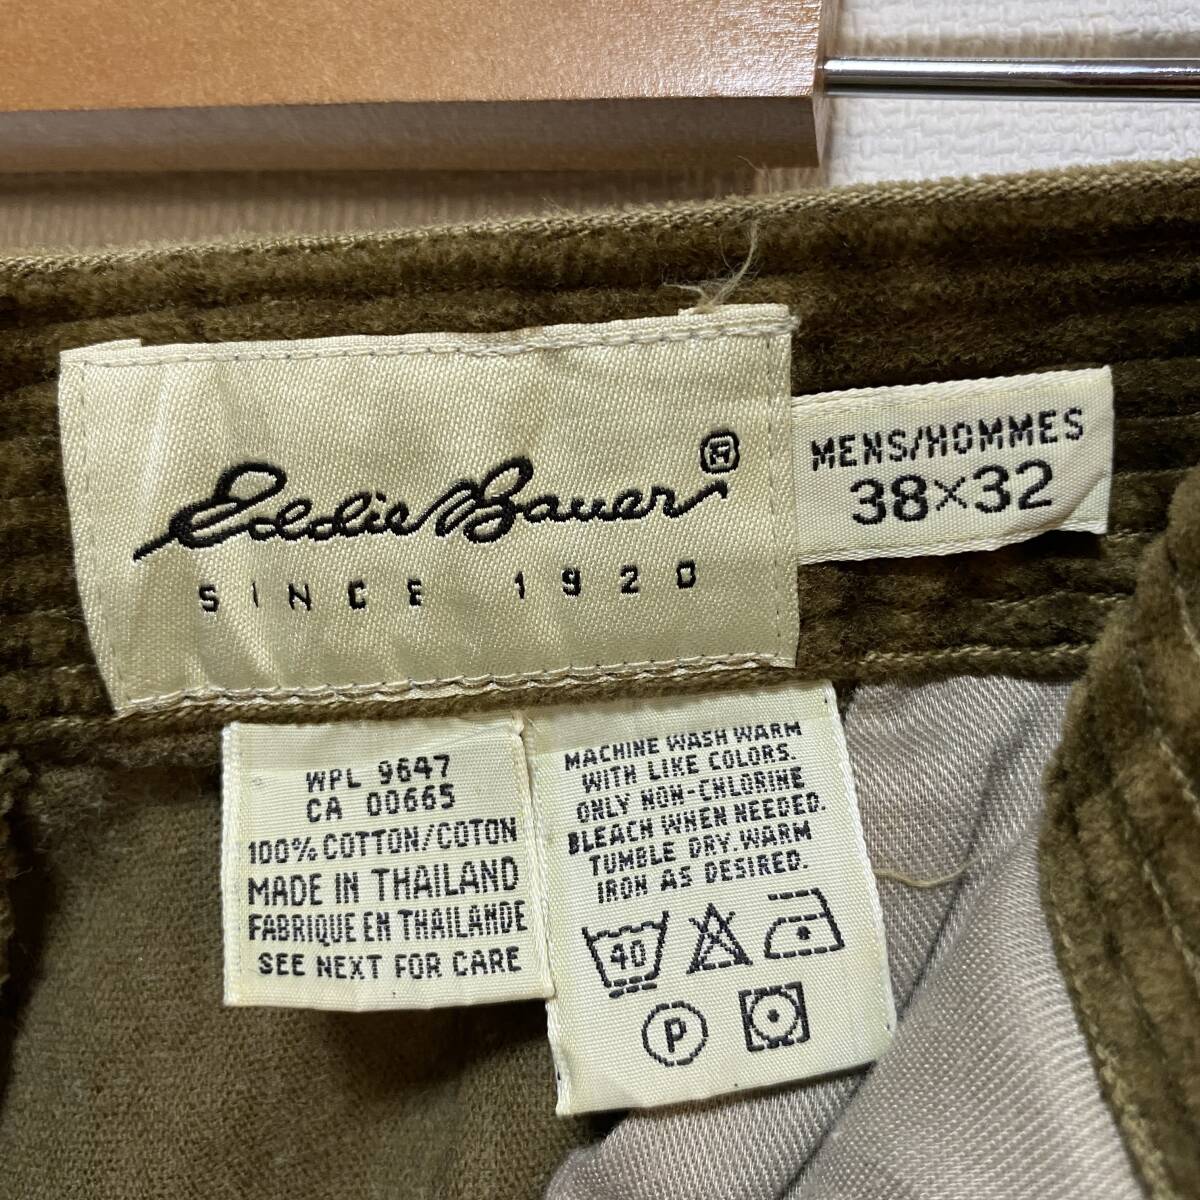 Eddie Bauer ®
SINCE 1920
MENS/HOMMES
38×32
WPL 9647
CA 00665
100% COTTON/COTON
MADE IN THAILAND
FABRIQUE EN THAILANDE
SEE NEXT FOR CARE
MACHINE WASH WARM
WITH LIKE COLORS.
ONLY NON-CHLORINE
BLEACH WHEN NEEDED.
TUMBLE DRY. WARM
IRON AS DESIRED.
40
P